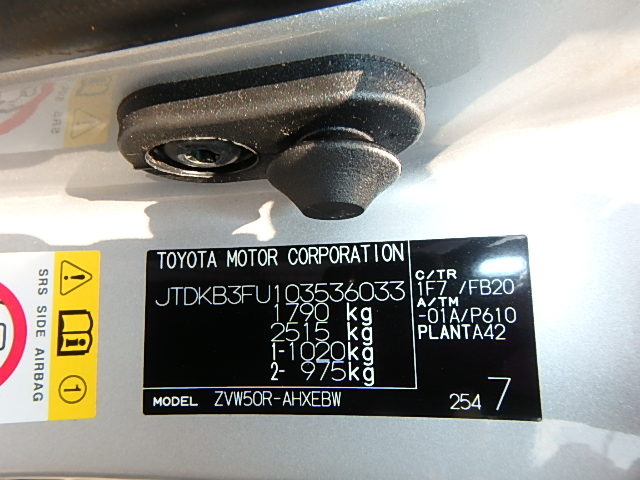 TOYOTA MOTOR CORPORATION
JTDKB3FU103536033
1790 kg
2515 kg
1-1020kg
2- 975kg
MODEL ZVW50R-AHXEBW
C/TR
1F7 /FB20
A/TM
-01A/P610
PLANTA42
254 7
SRS SIDE AIRBAG
i
1